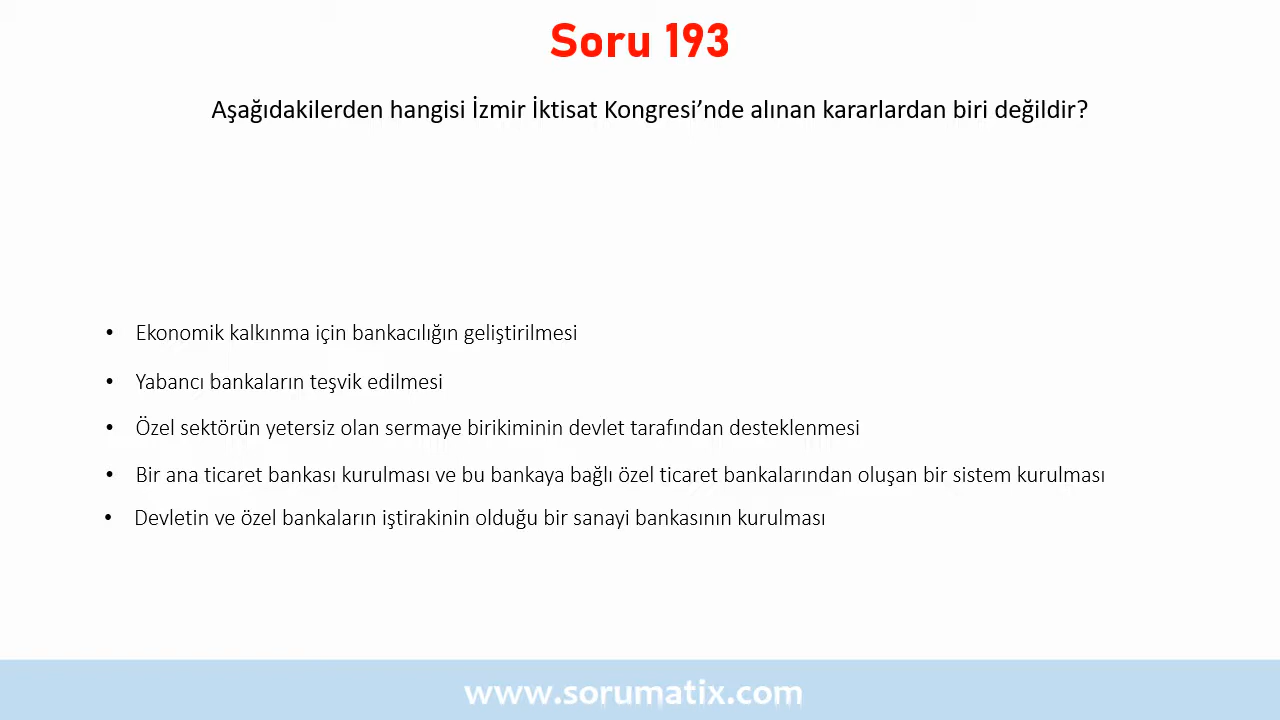 Soru 193
Aşağıdakilerden hangisi İzmir İktisat Kongresi’nde alınan kararlardan biri değildir?
• Ekonomik kalkınma için bankacılığın geliştirilmesi
• Yabancı bankaların teşvik edilmesi
• Özel sektörün yetersiz olan sermaye birikiminin devlet tarafından desteklenmesi
• Bir ana ticaret bankası kurulması ve bu bankaya bağlı özel ticaret bankalarından oluşan bir sistem kurulması
• Devletin ve özel bankaların iştirakinin olduğu bir sanayi bankasının kurulması
www.sorumatix.com